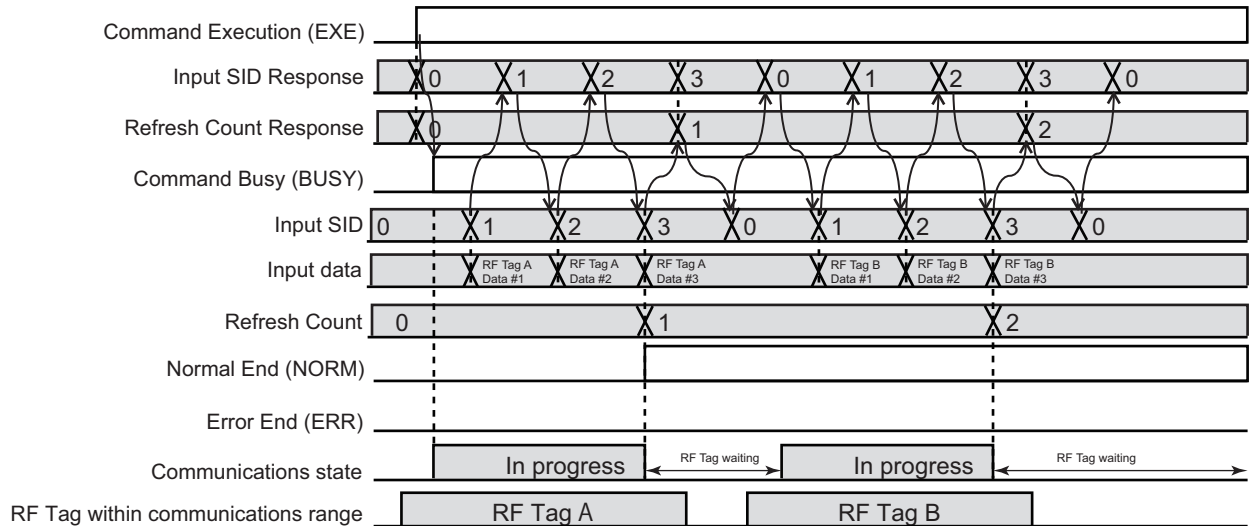 Command Execution (EXE)
Input SID Response 0 1 2 3 0 1 2 3 0
Refresh Count Response 0 1 2
Command Busy (BUSY)
Input SID 0 1 2 3 0 1 2 3 0
Input data
RF Tag A Data #1
RF Tag A Data #2
RF Tag A Data #3
RF Tag B Data #1
RF Tag B Data #2
RF Tag B Data #3
Refresh Count 0 1 2
Normal End (NORM)
Error End (ERR)
Communications state In progress RF Tag waiting In progress RF Tag waiting
RF Tag within communications range RF Tag A RF Tag B